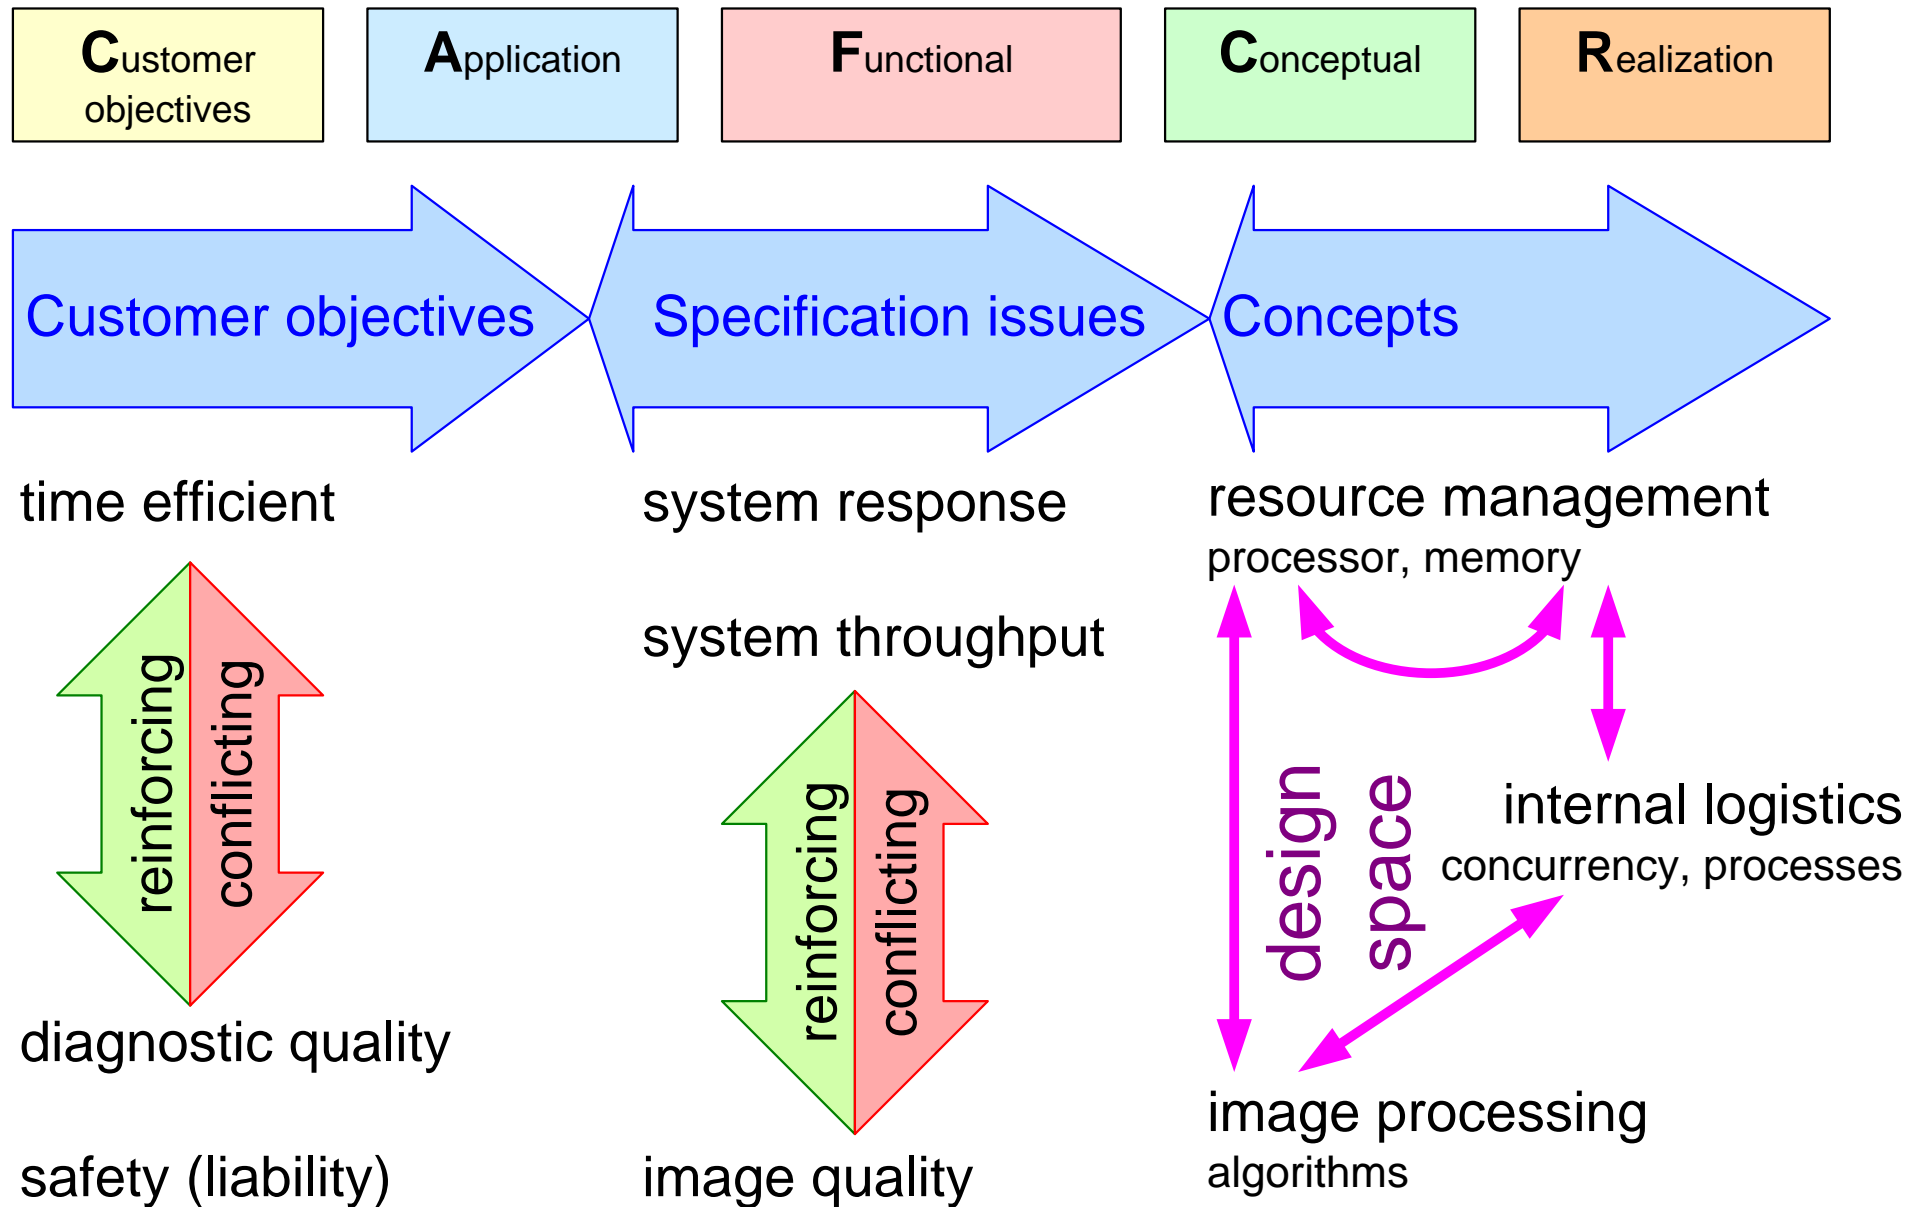 Customer
objectives
Application
Functional
Conceptual
Realization
Customer objectives
Specification issues
Concepts
time efficient
reinforcing
conflicting
diagnostic quality
safety (liability)
system response
system throughput
reinforcing
conflicting
image quality
resource management
processor, memory
design
space
internal logistics
concurrency, processes
image processing
algorithms